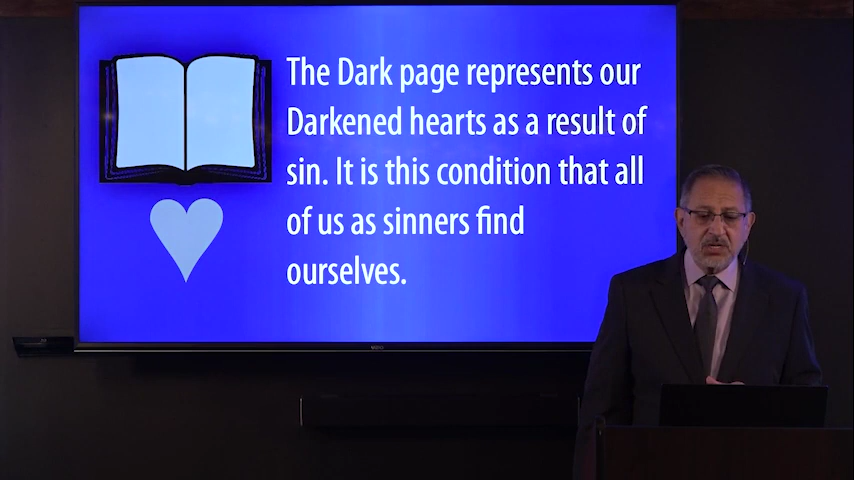 The Dark page represents our
Darkened hearts as a result of
sin. It is this condition that all
of us as sinners find
ourselves.
VIZIO